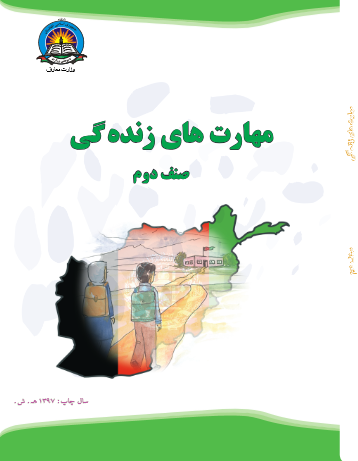 وزارت معارف
مهارت های زنده گی
صنف دوم
سال چاپ: ۱۳۹۷ هـ . ش .